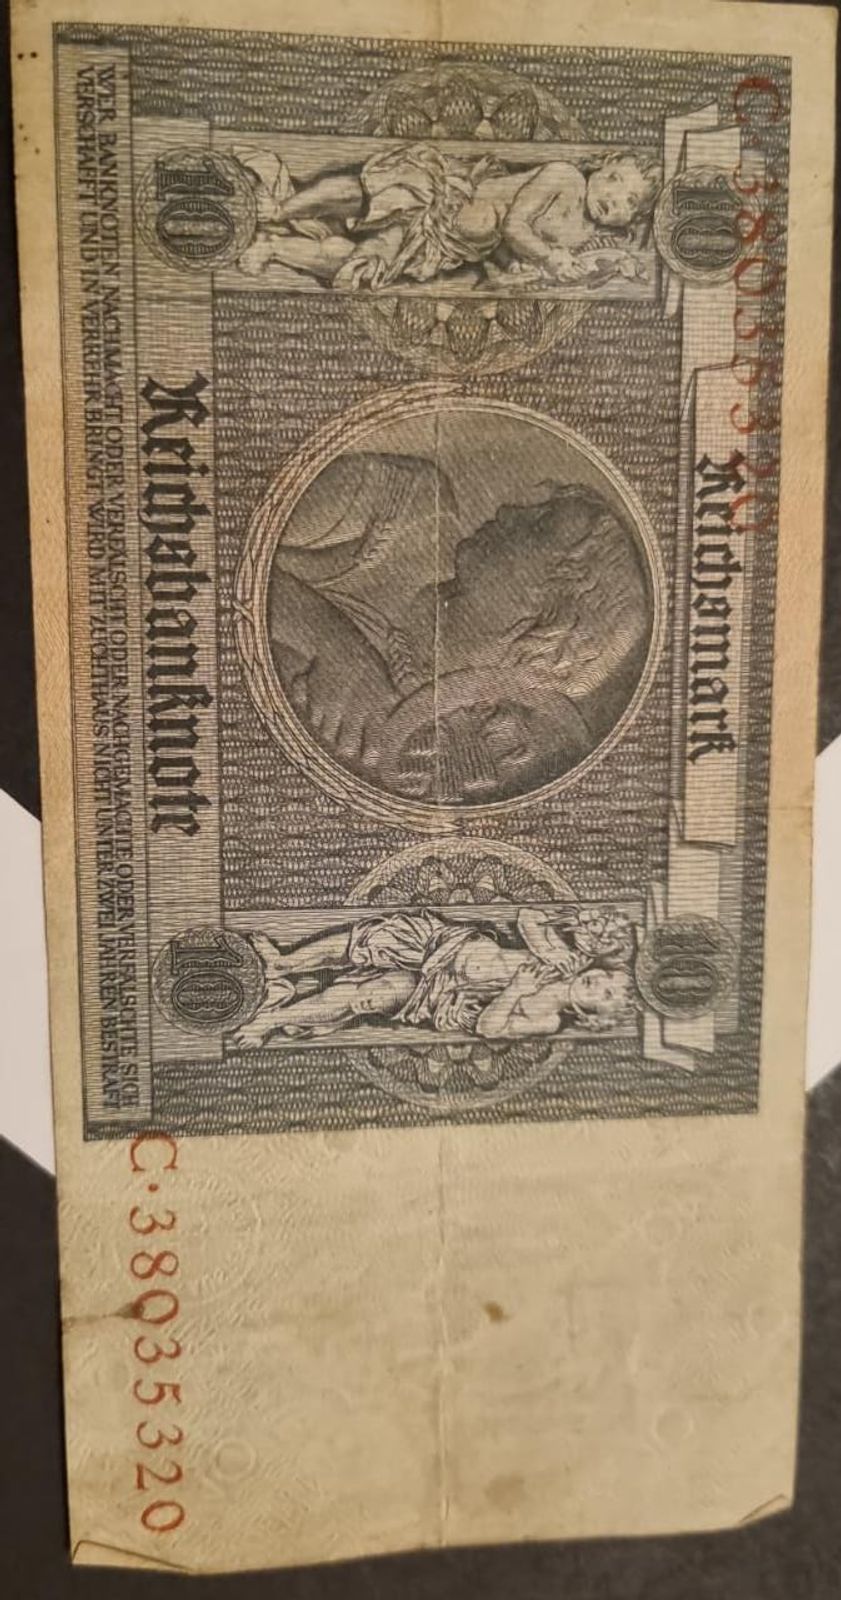 C·38035320
10
Reichsmark
10
10
Reichsbanknote
10
WER BANKNOTEN NACHMACHT ODER VERFÄLSCHT ODER NACHGEMACHTE ODER VERFÄLSCHTE SICH
VERSCHAFFT UND IN VERKEHR BRINGT, WIRD MIT ZUCHTHAUS NICHT UNTER ZWEI JAHREN BESTRAFT
C·38035320